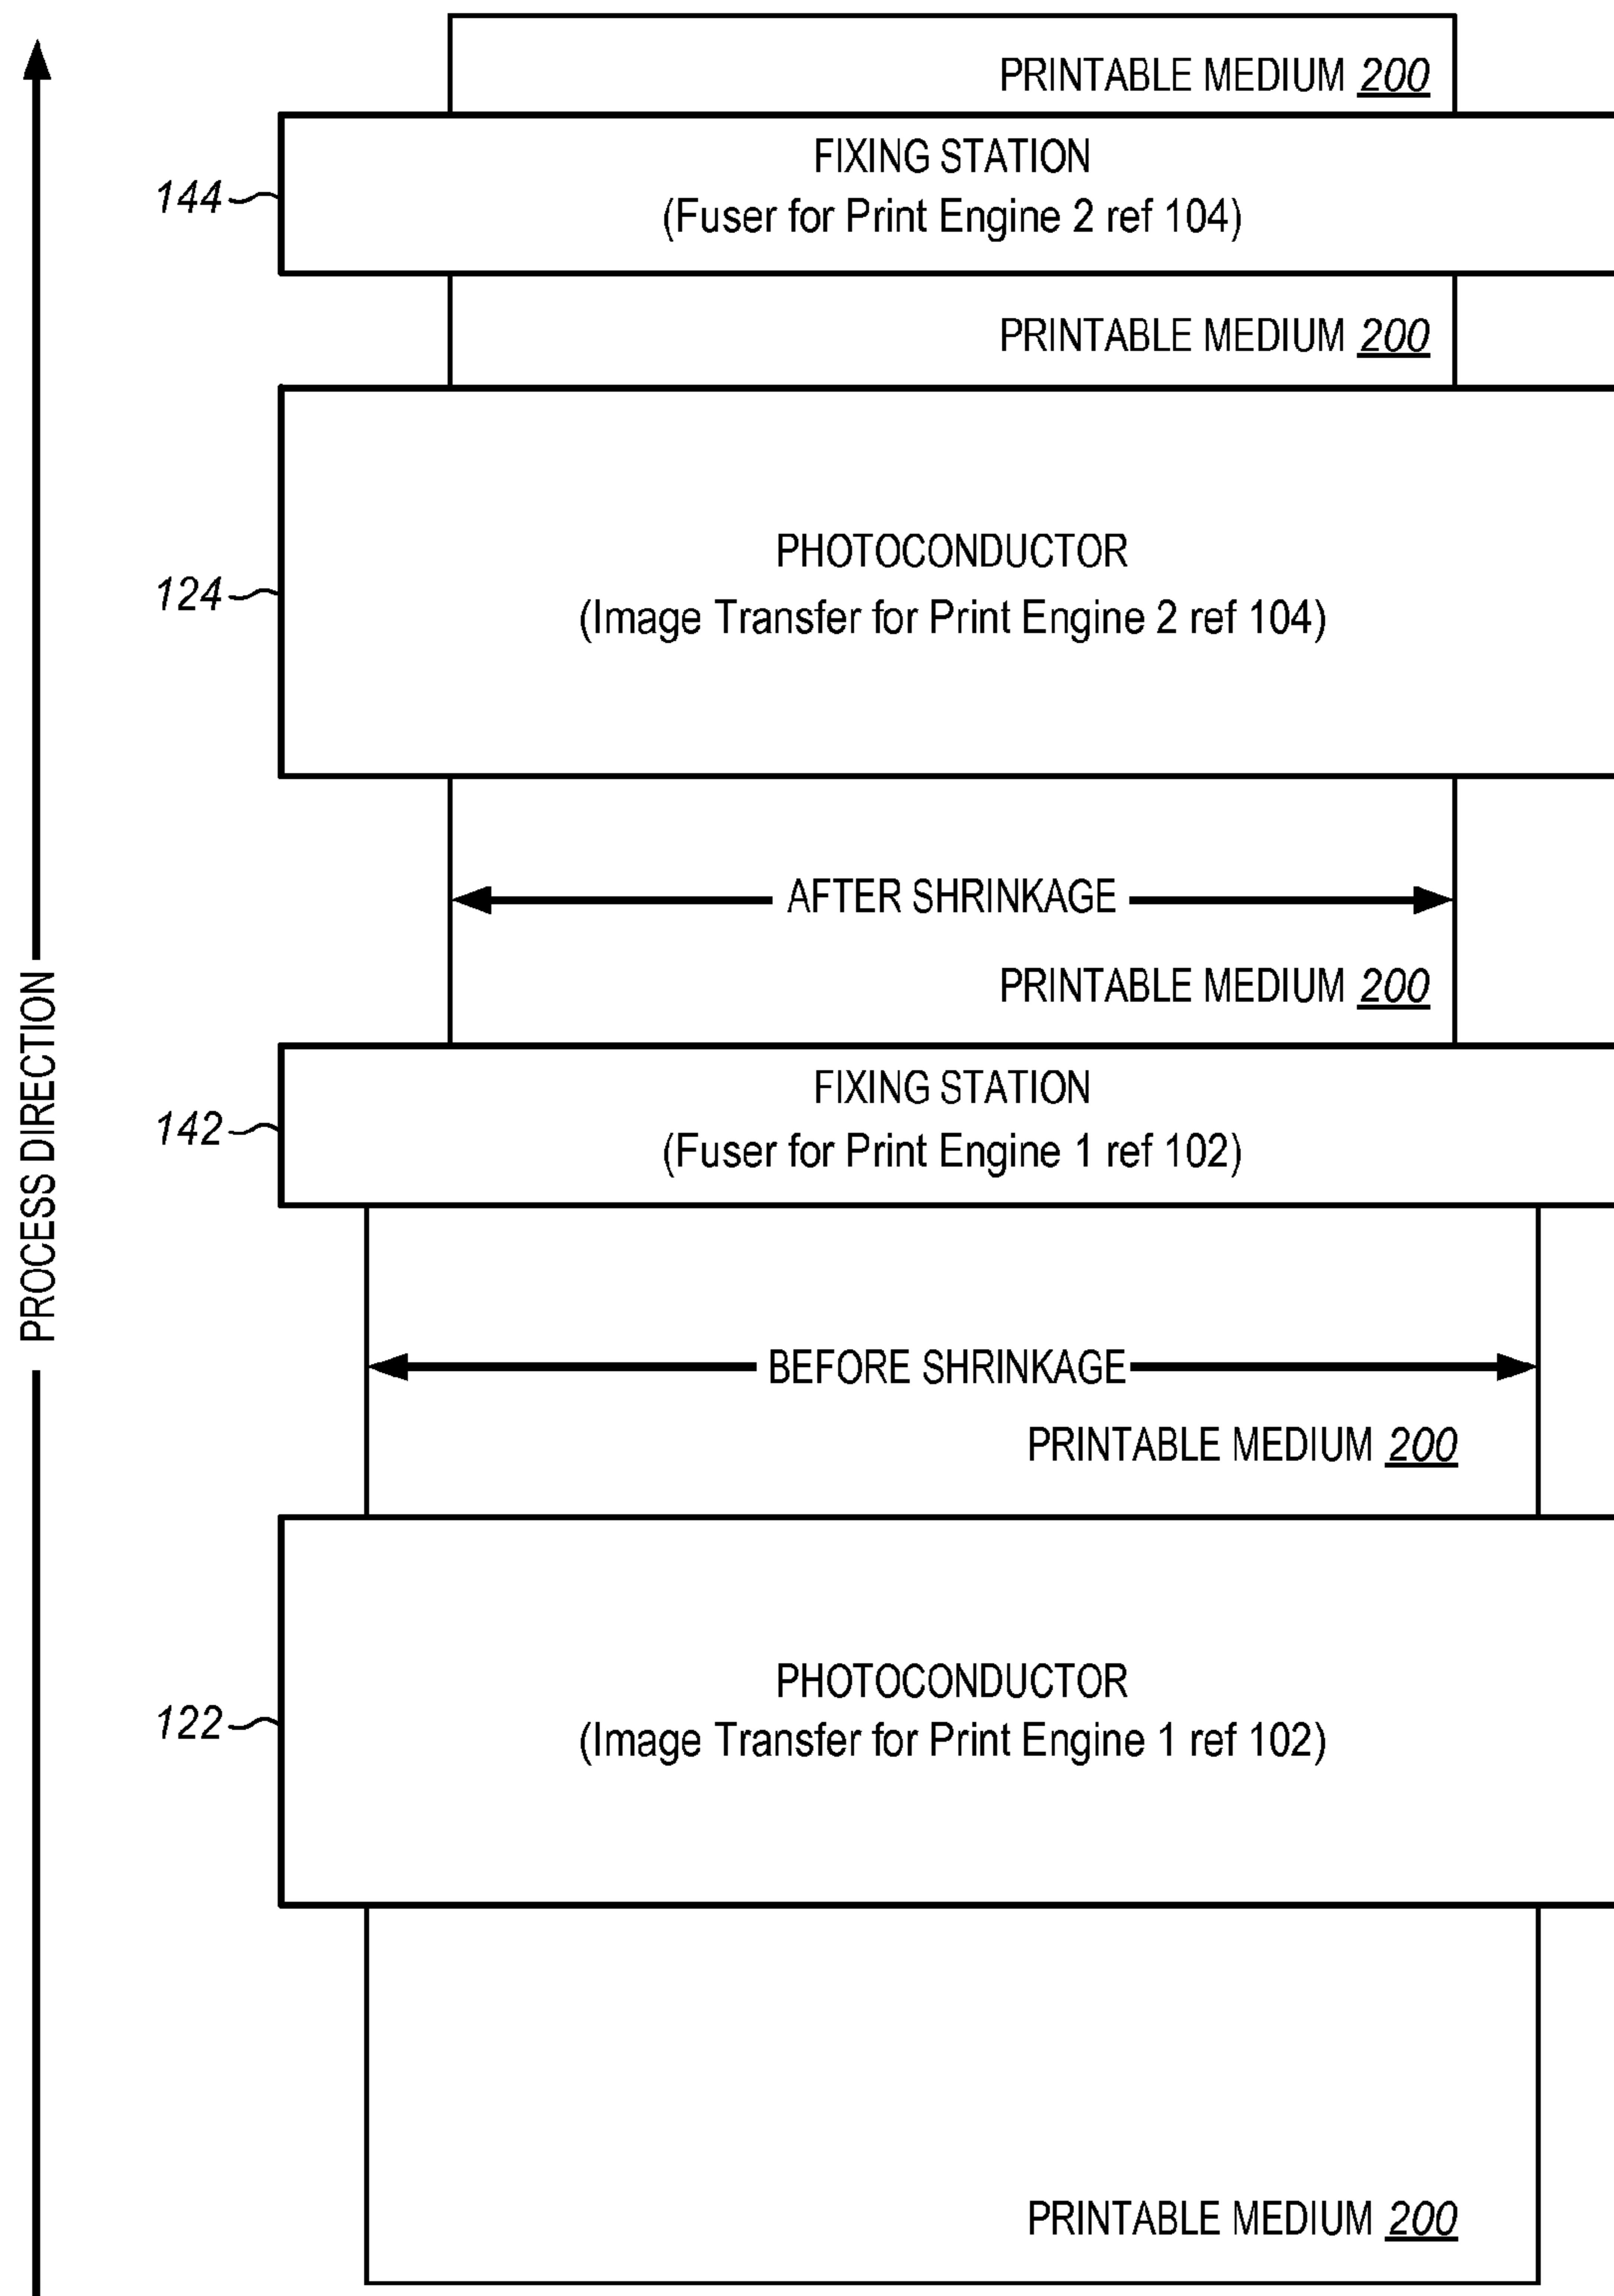 PRINTABLE MEDIUM 200
FIXING STATION
(Fuser for Print Engine 2 ref 104)
144
PRINTABLE MEDIUM 200
PHOTOCONDUCTOR
(Image Transfer for Print Engine 2 ref 104)
124
AFTER SHRINKAGE
PRINTABLE MEDIUM 200
FIXING STATION
(Fuser for Print Engine 1 ref 102)
142
PROCESS DIRECTION
BEFORE SHRINKAGE
PRINTABLE MEDIUM 200
PHOTOCONDUCTOR
(Image Transfer for Print Engine 1 ref 102)
122
PRINTABLE MEDIUM 200